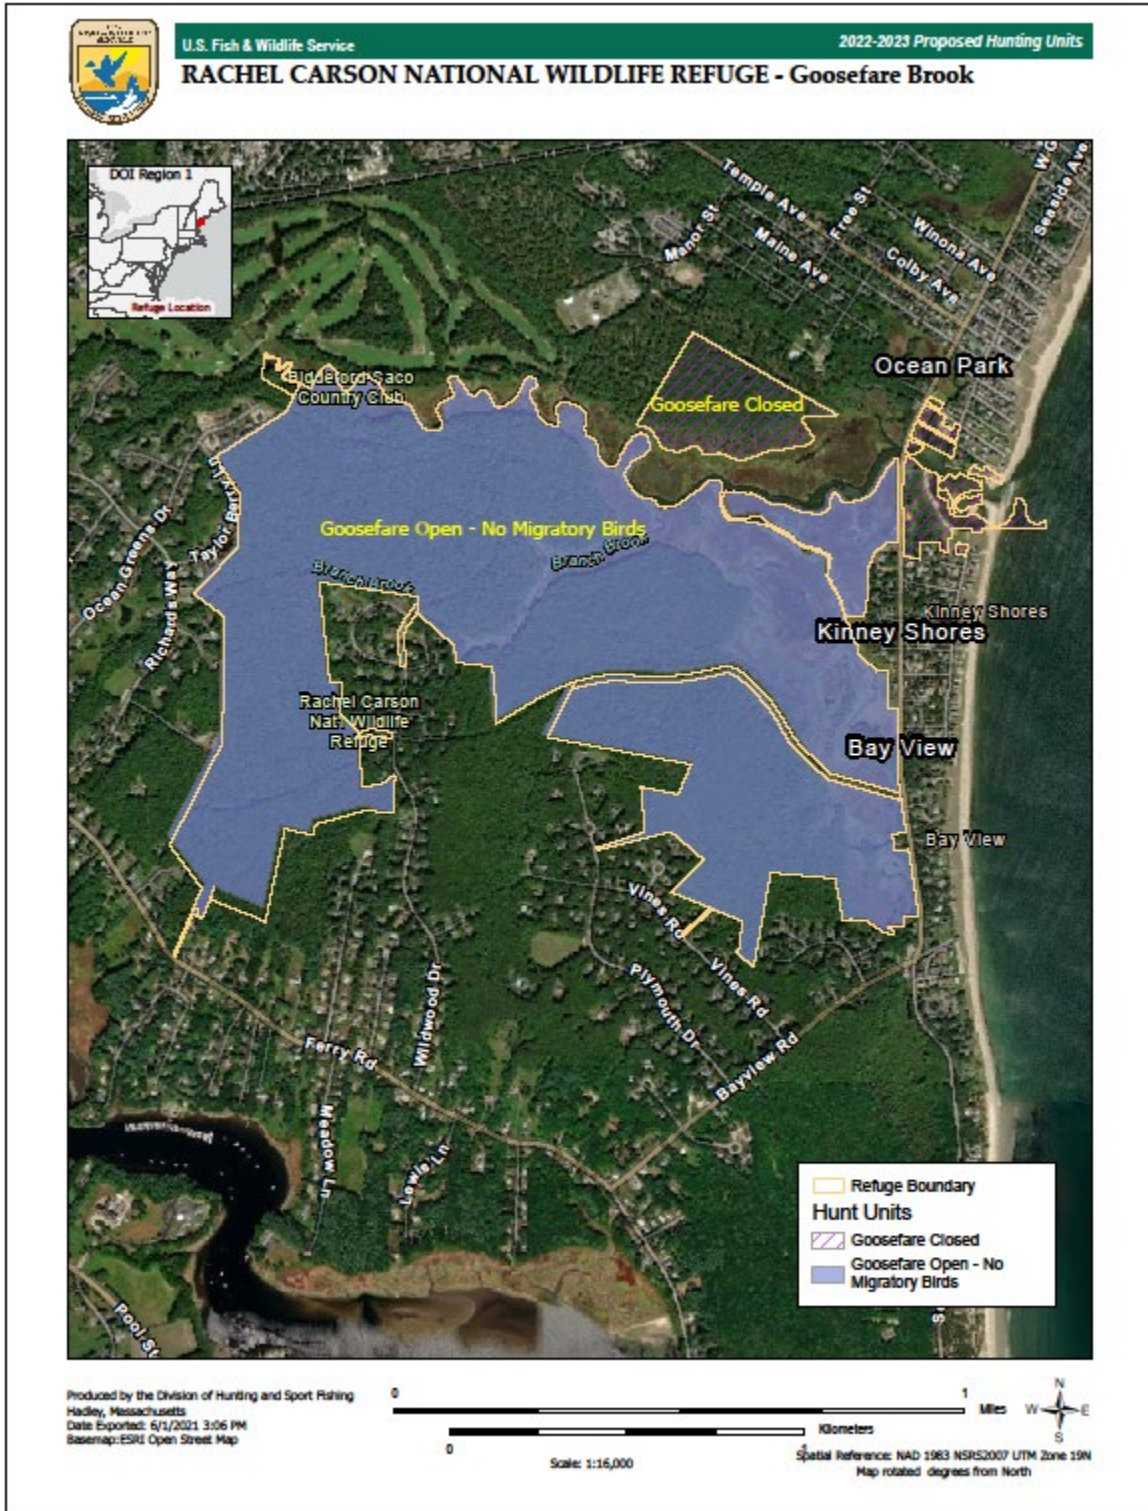 U.S. Fish & Wildlife Service
2022-2023 Proposed Hunting Units
RACHEL CARSON NATIONAL WILDLIFE REFUGE - Goosefare Brook
DOI Region 1
Refuge Location
Temple Ave
Free St
Seaside Ave
Manor St
Maine Ave
Winona Ave
Colby Ave
Ocean Park
Biddeford-Saco
Country Club
Goosefare Closed
Goosefare Open - No Migratory Birds
Branch Brook
Branch Brook
Ocean Greens Dr
Richards Way
Kinney Shores
Kinney Shores
Rachel Carson
Nat'l Wildlife
Refuge
Bay View
Bay View
Vines Rd
Vines Rd
Plymouth Dr
Bayview Rd
Wildwood Dr
Ferry Rd
Meadow Ln
Lewis Ln
Pool St
Refuge Boundary
Hunt Units
Goosefare Closed
Goosefare Open - No
Migratory Birds
Produced by the Division of Hunting and Sport Fishing
Hadley, Massachusetts
Date Exported: 6/1/2021 3:06 PM
Basemap:ESRI Open Street Map
0 1
Miles
Kilometers
0 1
Scale: 1:16,000
N
W E
S
Spatial Reference: NAD 1983 NSRS2007 UTM Zone 19N
Map rotated degrees from North